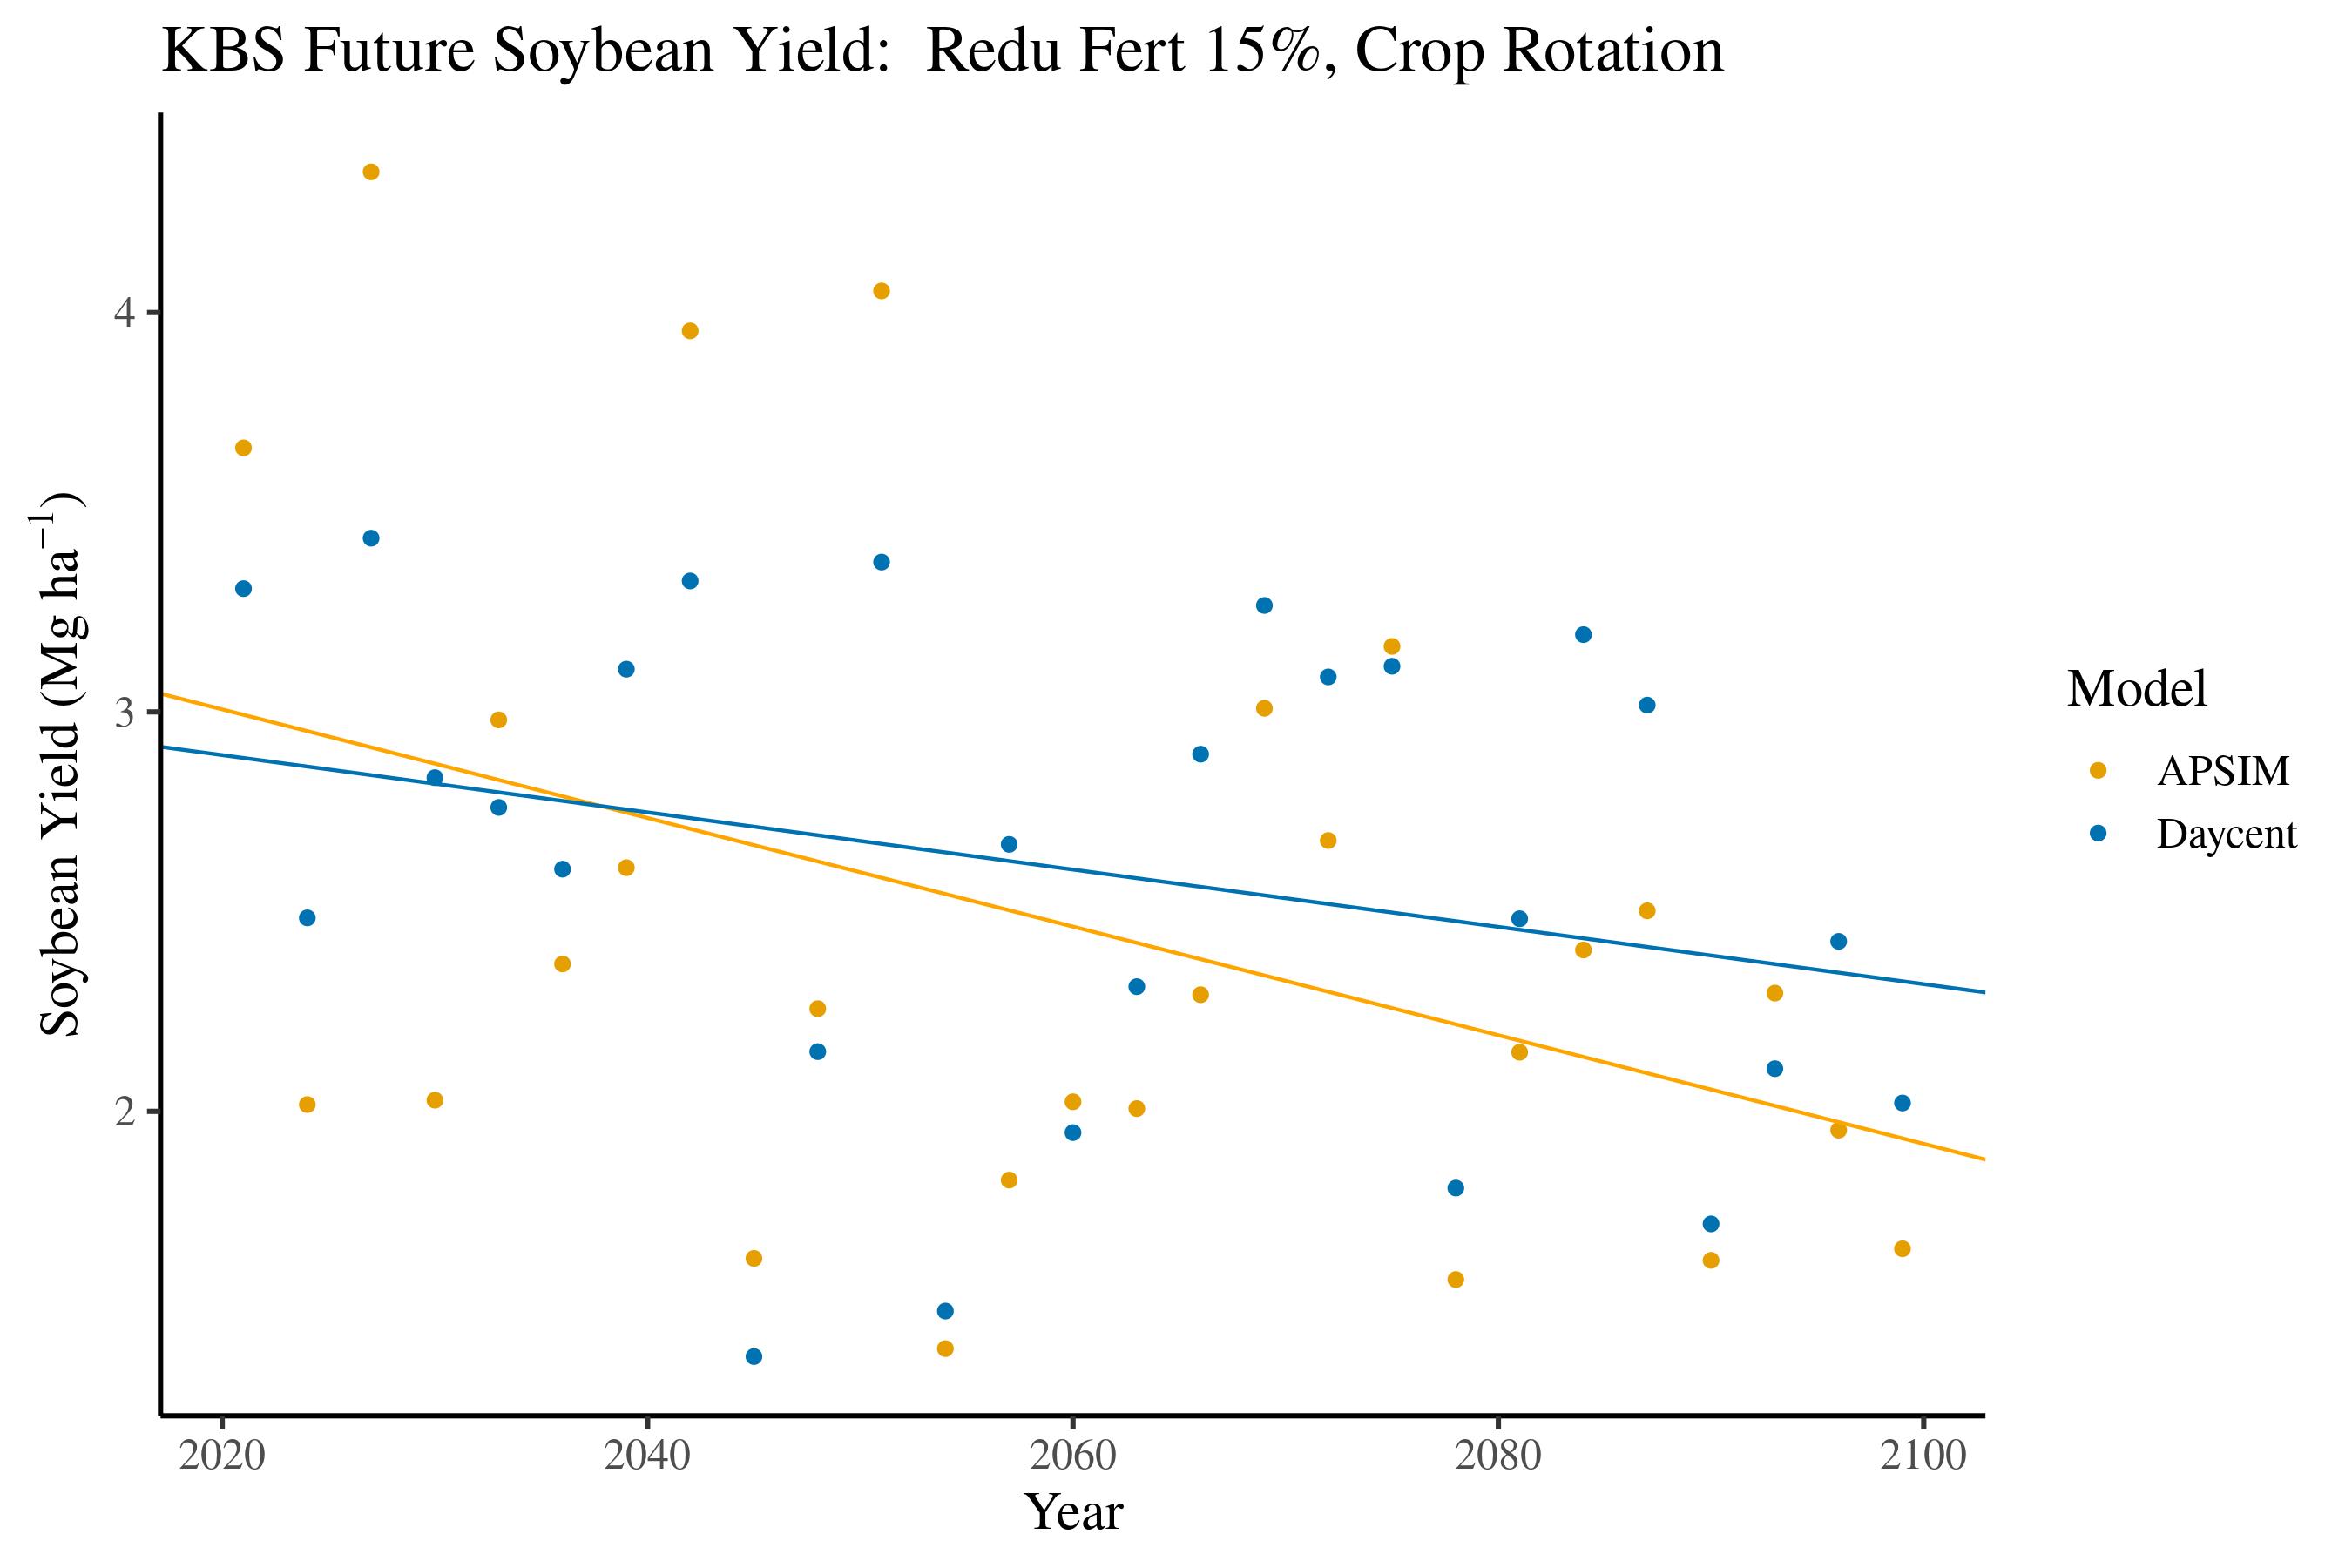 KBS Future Soybean Yield:  Redu Fert 15%, Crop Rotation
Soybean Yield (Mg ha⁻¹)
4
3
2
2020 2040 2060 2080 2100
Year
Model
APSIM
Daycent